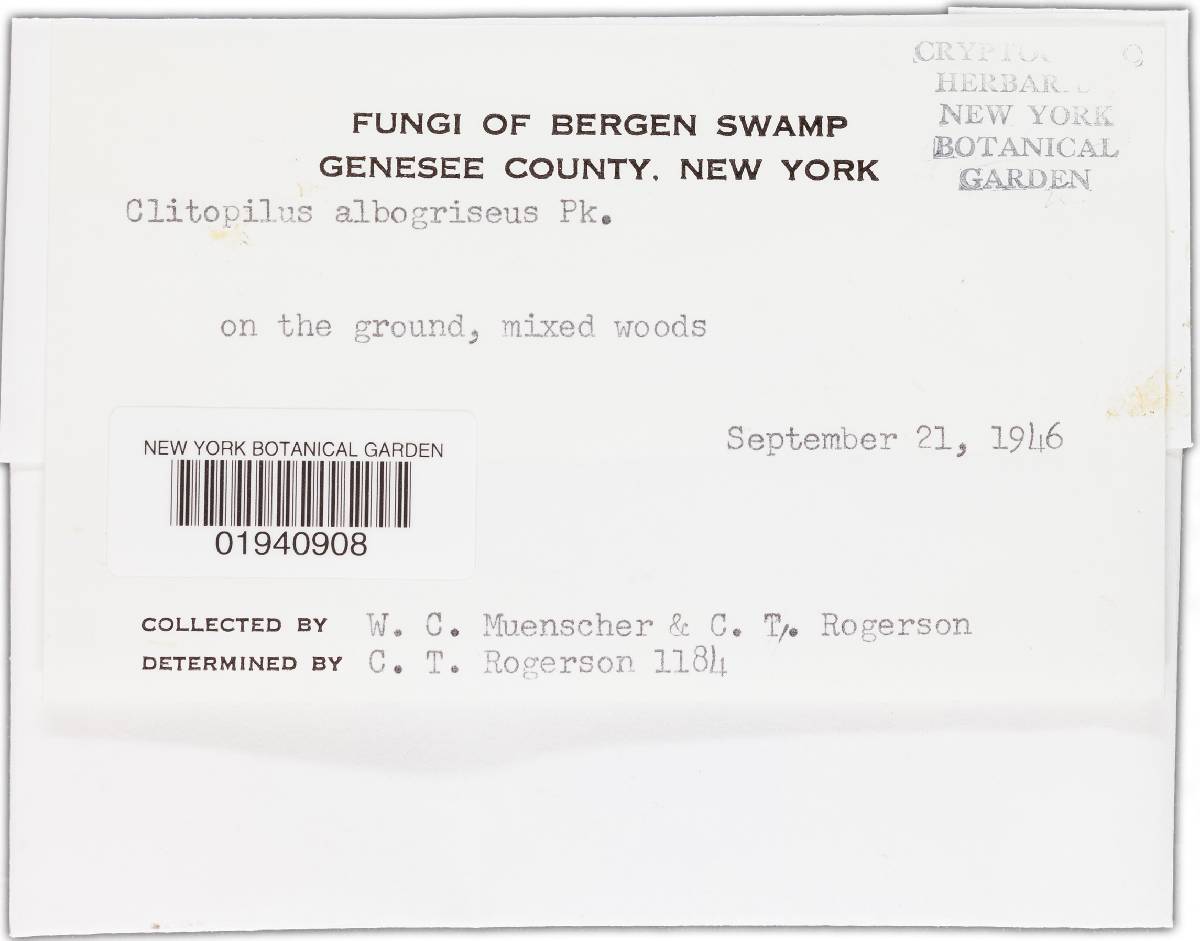 HERBAR
NEW YORK
BOTANICAL
GARDEN
FUNGI OF BERGEN SWAMP
GENESEE COUNTY, NEW YORK
Clitopilus albogriseus Pk.
on the ground, mixed woods
September 21, 1946
NEW YORK BOTANICAL GARDEN
01940908
COLLECTED BY W. C. Muenscher & C. T/. Rogerson
DETERMINED BY C. T. Rogerson 1184